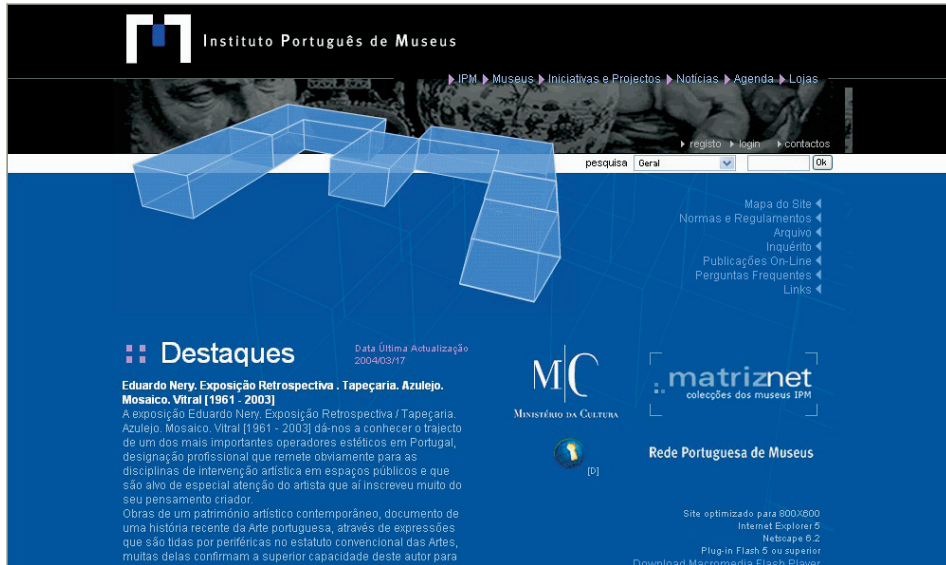 Instituto Português de Museus
IPM Museus Iniciativas e Projectos Notícias Agenda Lojas
registo login contactos
pesquisa Geral Ok
Mapa do Site
Normas e Regulamentos
Arquivo
Inquérito
Publicações On-Line
Perguntas Frequentes
Links
Destaques
Data Última Actualização
2004/03/17
Eduardo Nery. Exposição Retrospectiva . Tapeçaria. Azulejo.
Mosaico. Vitral [1961 - 2003]
A exposição Eduardo Nery. Exposição Retrospectiva / Tapeçaria.
Azulejo. Mosaico. Vitral [1961 - 2003] dá-nos a conhecer o trajecto
de um dos mais importantes operadores estéticos em Portugal,
designação profissional que remete obviamente para as
disciplinas de intervenção artística em espaços públicos e que
são alvo de especial atenção do artista que aí inscreveu muito do
seu pensamento criador.
Obras de um património artístico contemporâneo, documento de
uma história recente da Arte portuguesa, através de expressões
que são tidas por periféricas no estatuto convencional das Artes,
muitas delas confirmam a superior capacidade deste autor para
MC
MINISTÉRIO DA CULTURA
[D]
matriznet
colecções dos museus IPM
Rede Portuguesa de Museus
Site optimizado para 800X600
Internet Explorer 5
Netscape 6.2
Plug-in Flash 5 ou superior
Download Macromedia Flash Player